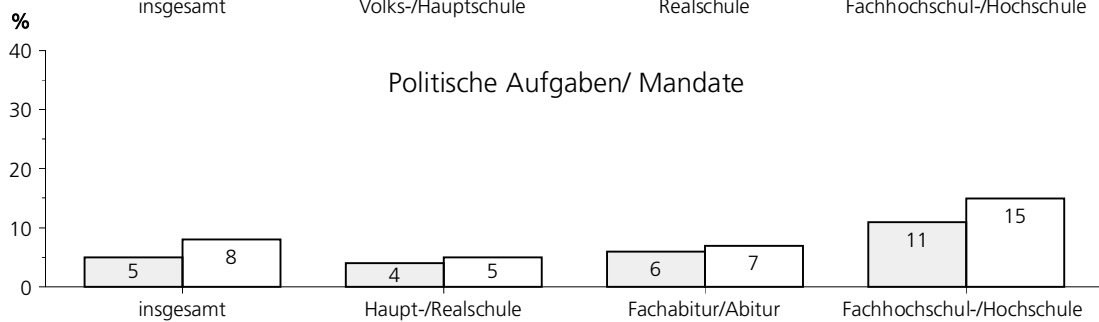 insgesamt Volks-/Hauptschule Realschule Fachhochschul-/Hochschule
%
40
Politische Aufgaben/ Mandate
30
20
10
0
5 8 4 5 6 7 11 15
insgesamt Haupt-/Realschule Fachabitur/Abitur Fachhochschul-/Hochschule